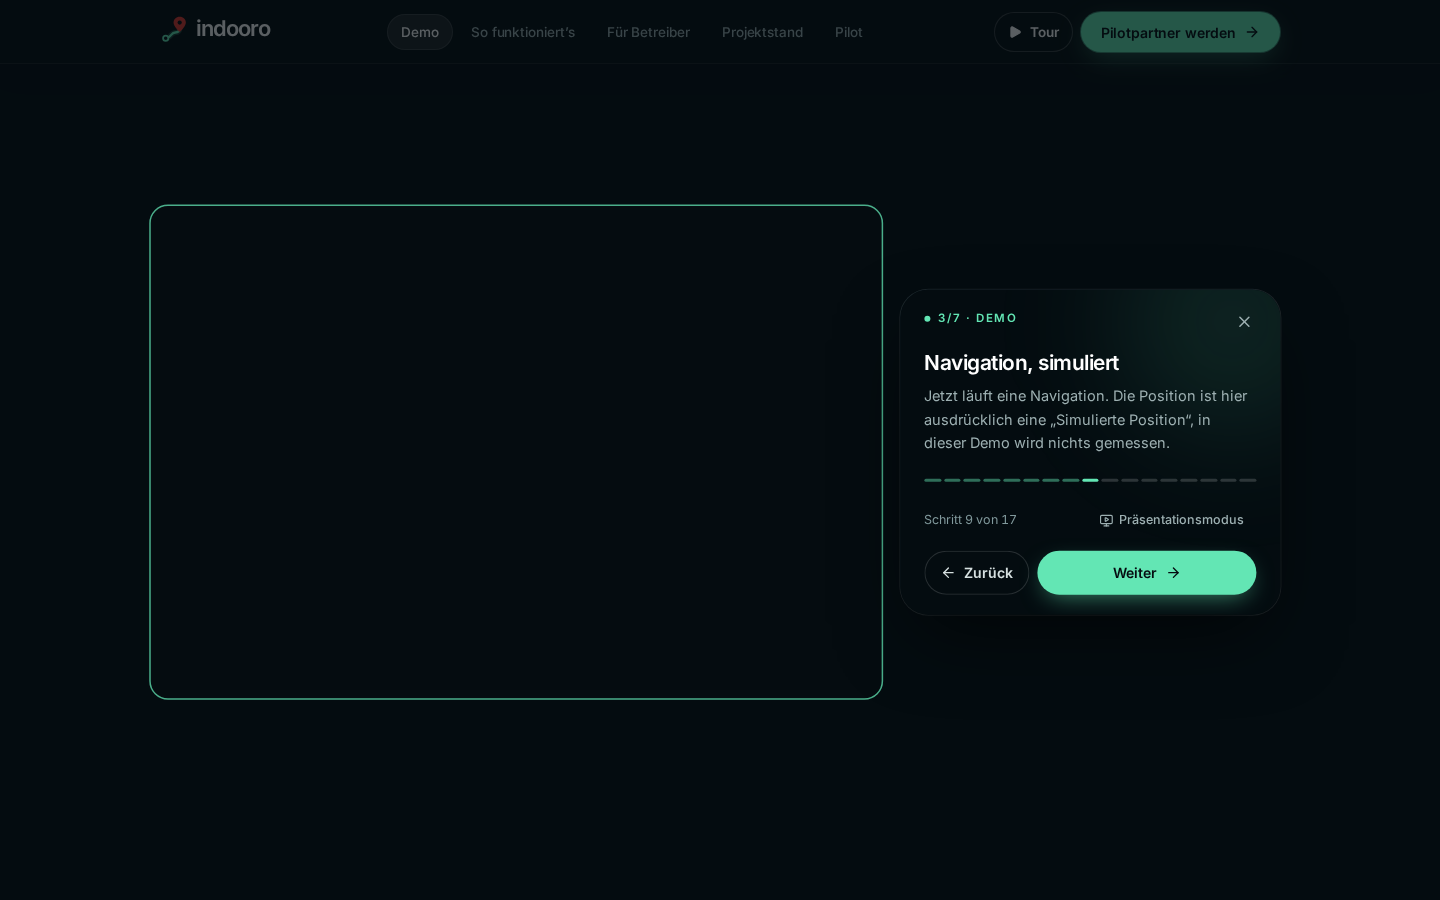 indooro
Demo
So funktioniert's
Für Betreiber
Projektstand
Pilot
Tour
Pilotpartner werden
3/7 · DEMO
Navigation, simuliert
Jetzt läuft eine Navigation. Die Position ist hier
ausdrücklich eine „Simulierte Position“, in
dieser Demo wird nichts gemessen.
Schritt 9 von 17
Präsentationsmodus
Zurück
Weiter